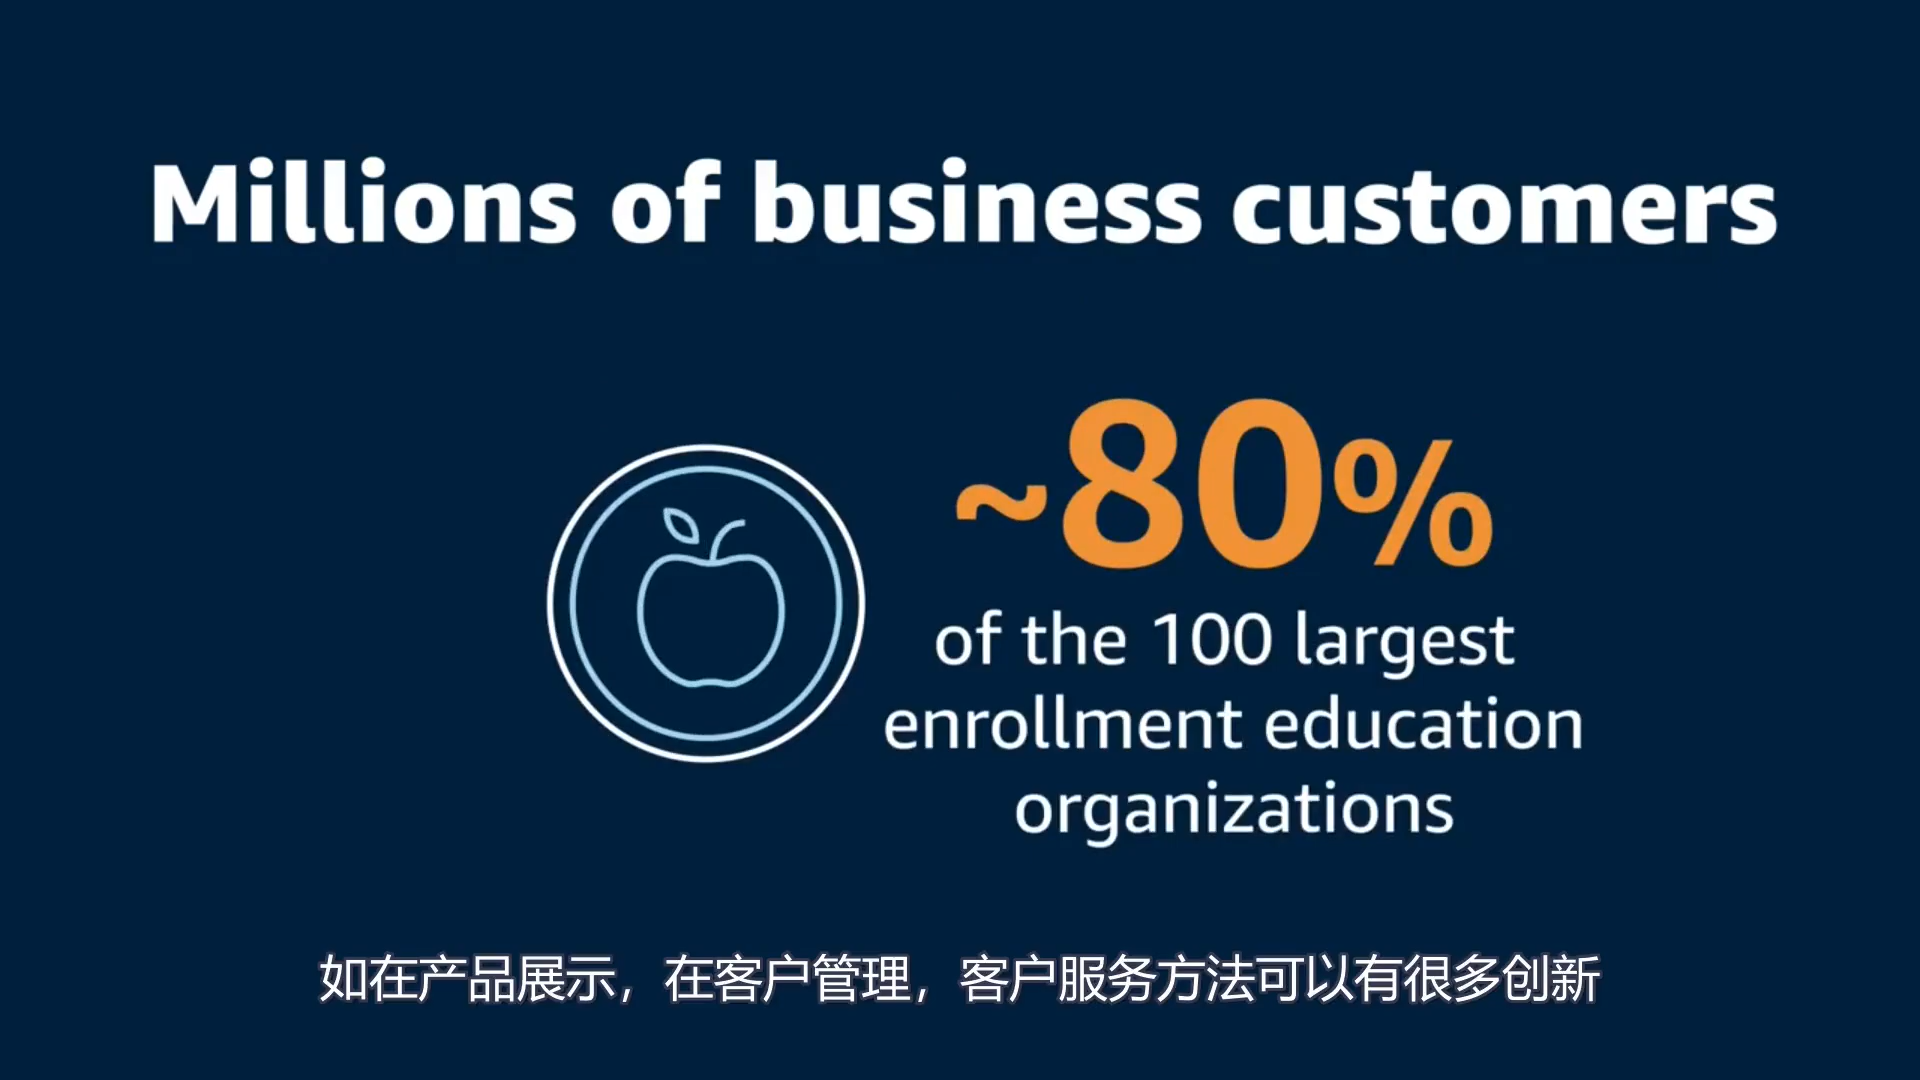 Millions of business customers
~80%
of the 100 largest
enrollment education
organizations
如在产品展示，在客户管理，客户服务方法可以有很多创新